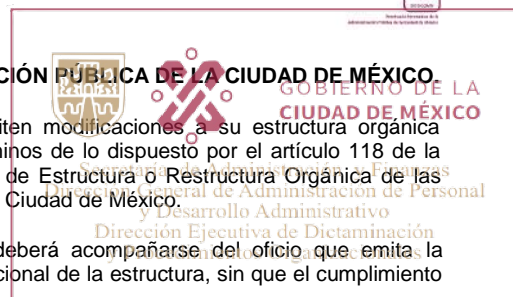 CIÓN PÚBLICA DE LA CIUDAD DE MÉXICO.
GOBIERNO DE LA
CIUDAD DE MÉXICO
iten modificaciones a su estructura orgánica
inos de lo dispuesto por el artículo 118 de la
Secretaría de Administración y Finanzas
de Estructura o Restructura Orgánica de las
Dirección General de Administración de Personal
Ciudad de México.
y Desarrollo Administrativo
Dirección Ejecutiva de Dictaminación
deberá acompañarse del oficio que emita la
y Procedimientos Organizacionales
cional de la estructura, sin que el cumplimiento